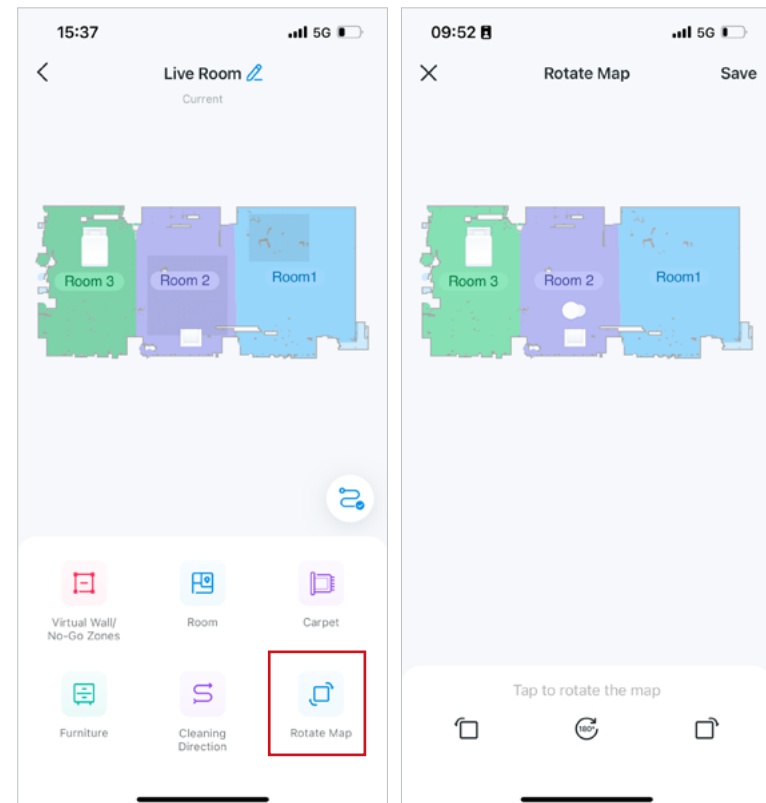 15:37
5G
Live Room
Current
Room 3
Room 2
Room1
Virtual Wall/
No-Go Zones
Room
Carpet
Furniture
Cleaning
Direction
Rotate Map
09:52
5G
Rotate Map
Save
Room 3
Room 2
Room1
Tap to rotate the map
180°